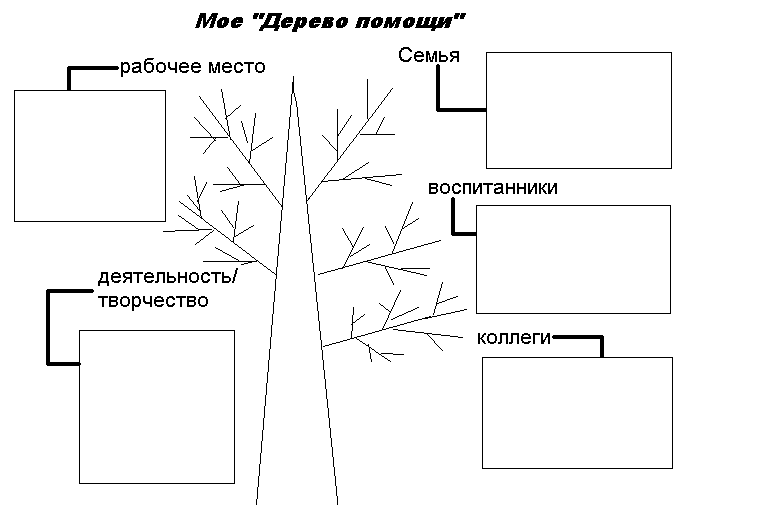 Мое "Дерево помощи"
рабочее место
Семья
воспитанники
деятельность/
творчество
коллеги